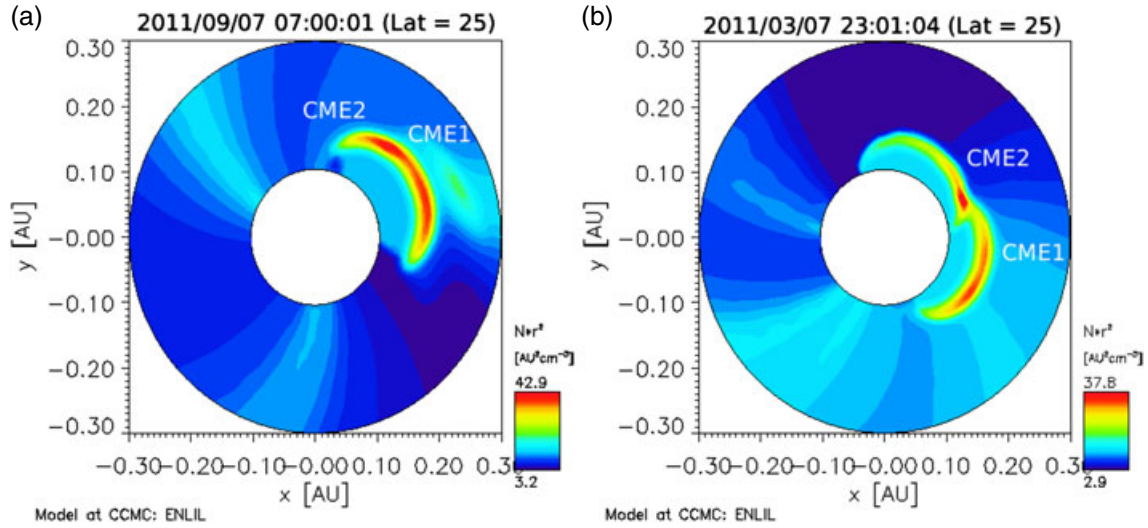 (a)
2011/09/07 07:00:01 (Lat = 25)
0.30
0.20
0.10
-0.00
-0.10
-0.20
-0.30
y [AU]
CME2
CME1
-0.30
-0.20
-0.10
-0.00
0.10
0.20
0.30
x [AU]
N*r²
[AU²cm⁻³]
42.9
3.2
Model at CCMC: ENLIL
(b)
2011/03/07 23:01:04 (Lat = 25)
0.30
0.20
0.10
-0.00
-0.10
-0.20
-0.30
y [AU]
CME2
CME1
-0.30
-0.20
-0.10
-0.00
0.10
0.20
0.30
x [AU]
N*r²
[AU²cm⁻³]
37.8
2.9
Model at CCMC: ENLIL